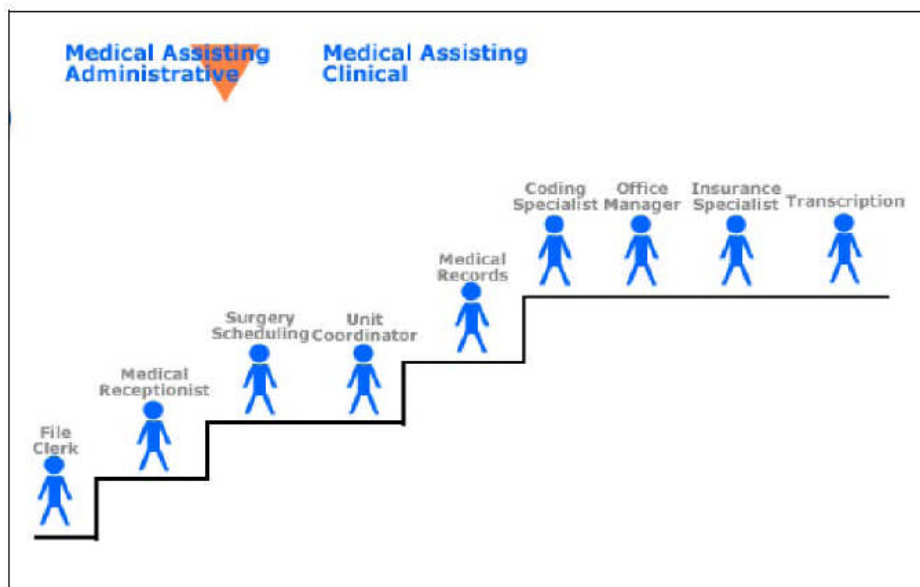 Medical Assisting
Administrative
Medical Assisting
Clinical
Coding
Specialist
Office
Manager
Insurance
Specialist
Transcription
Medical
Records
Surgery
Scheduling
Unit
Coordinator
Medical
Receptionist
File
Clerk